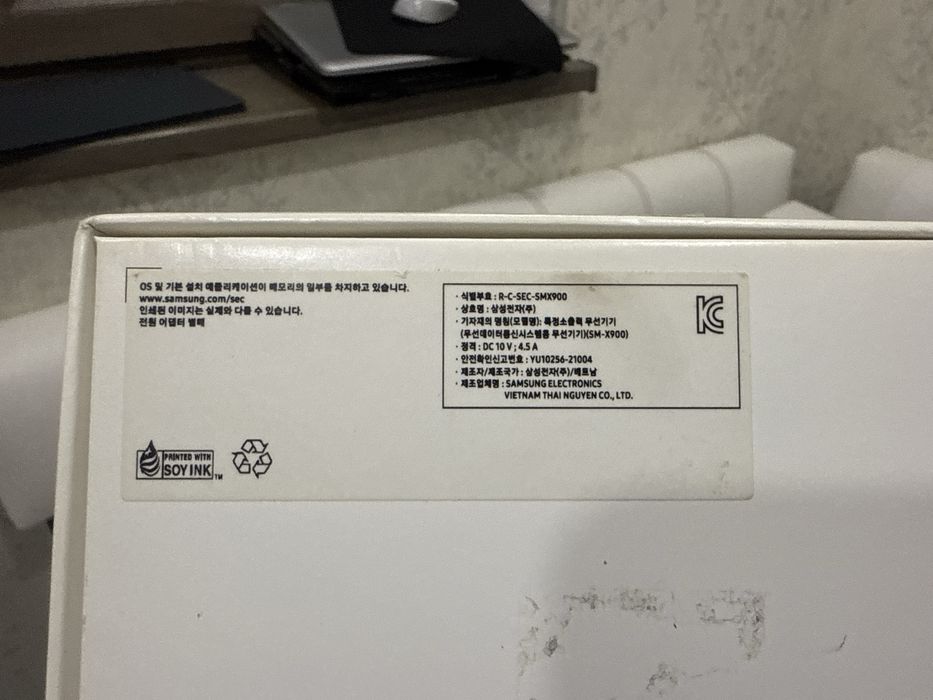 OS 및 기본 설치 애플리케이션이 메모리의 일부를 차지하고 있습니다.
www.samsung.com/sec
인쇄된 이미지는 실제와 다를 수 있습니다.
전원 어댑터 별매
· 식별부호 : R-C-SEC-SMX900
· 상호명 : 삼성전자(주)
· 기자재의 명칭(모델명): 특정소출력 무선기기
(무선데이터통신시스템용 무선기기)(SM-X900)
· 정격 : DC 10 V ; 4.5 A
· 안전확인신고번호 : YU10256-21004
· 제조자/제조국가 : 삼성전자(주)/베트남
· 제조업체명 : SAMSUNG ELECTRONICS
VIETNAM THAI NGUYEN CO., LTD.
PRINTED WITH
SOY INK™